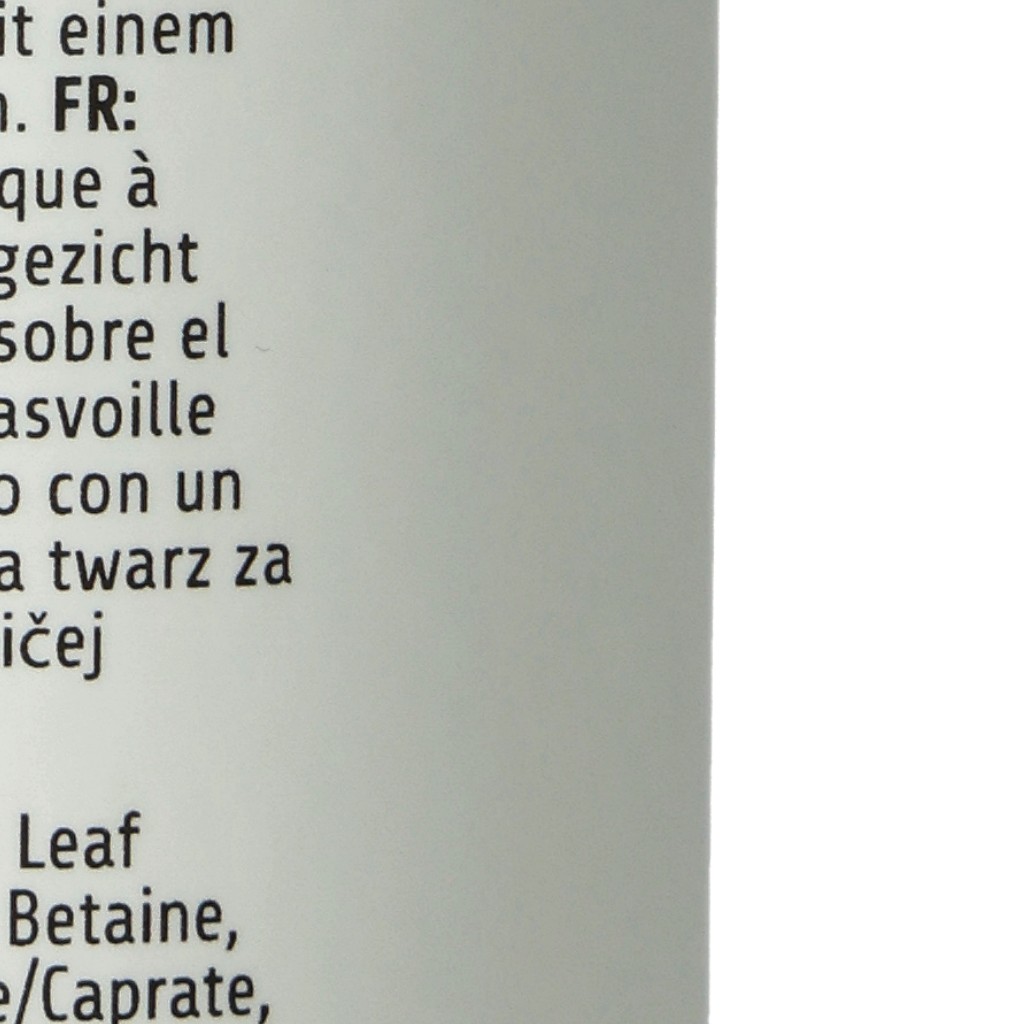 it einem
. FR:
que à
gezicht
sobre el
asvoille
o con un
a twarz za
ičej
Leaf
Betaine,
e/Caprate,